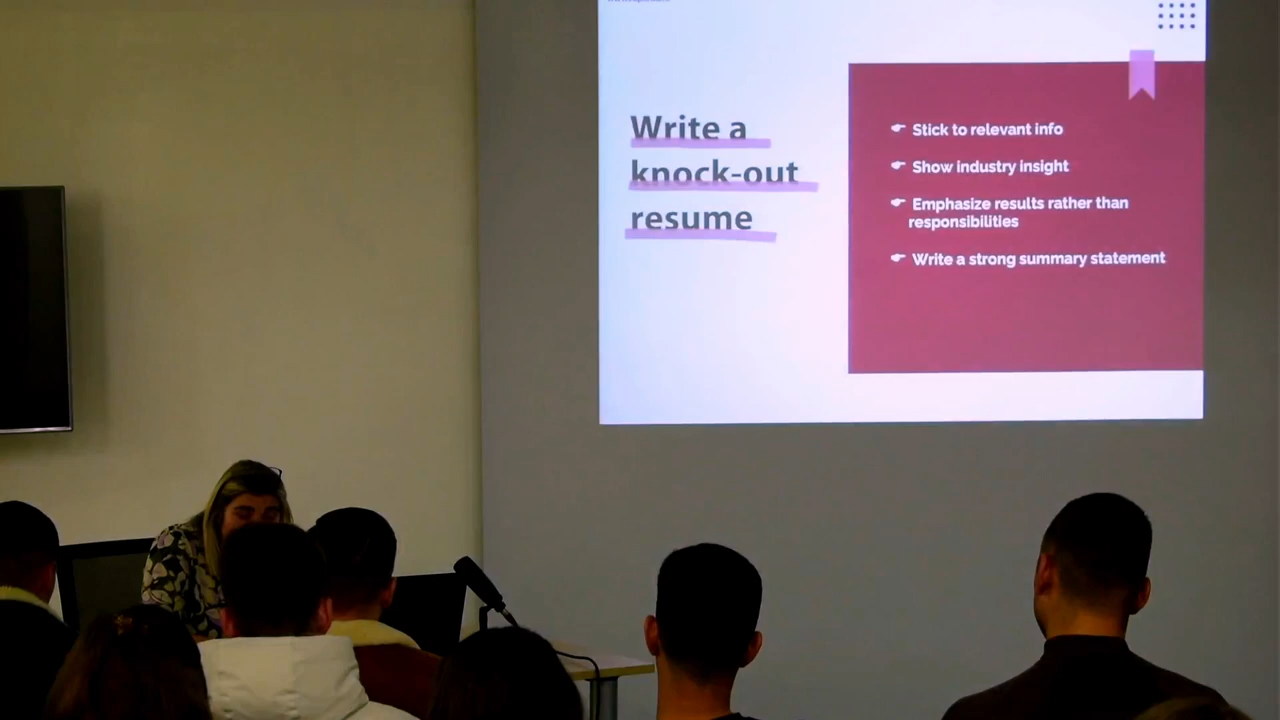 Write a
knock-out
resume
☛ Stick to relevant info
☛ Show industry insight
☛ Emphasize results rather than
responsibilities
☛ Write a strong summary statement